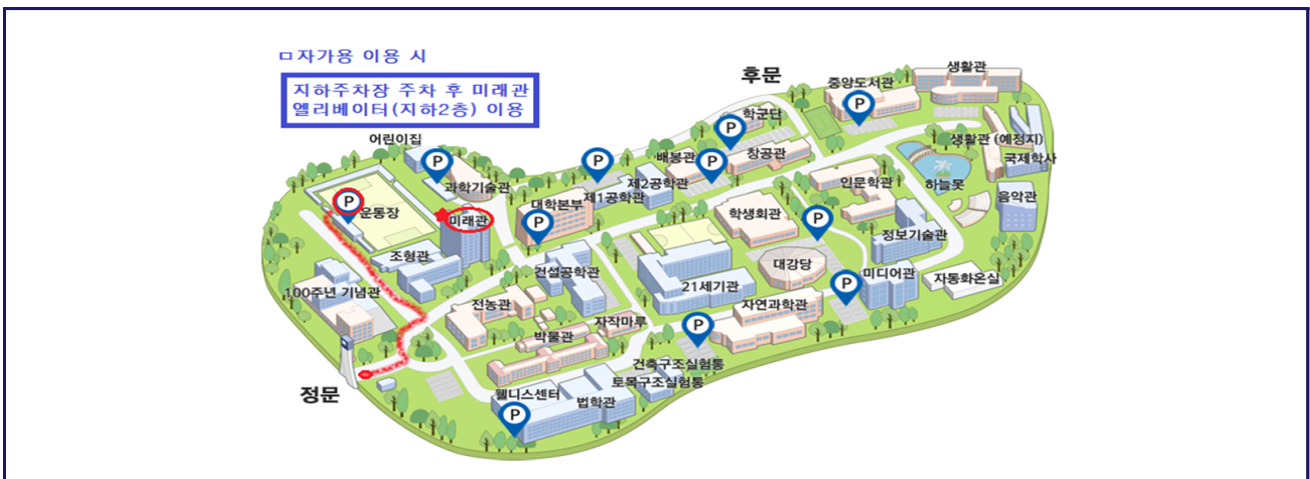 ㅁ자가용 이용 시
지하주차장 주차 후 미래관
엘리베이터(지하2층) 이용
후문
생활관
중앙도서관
학군단
어린이집
P
P
P
생활관 (예정지)
배봉관
P
창공관
P
국제학사
과학기술관
제2공학관
인문학관
하늘못
제1공학관
음악관
P
운동장
대학본부
미래관
P
학생회관
P
정보기술관
조형관
건설공학관
대강당
미디어관
자동화온실
100주년 기념관
21세기관
P
전농관
자연과학관
자작마루
P
박물관
건축구조실험동
정문
토목구조실험동
웰니스센터
법학관
P